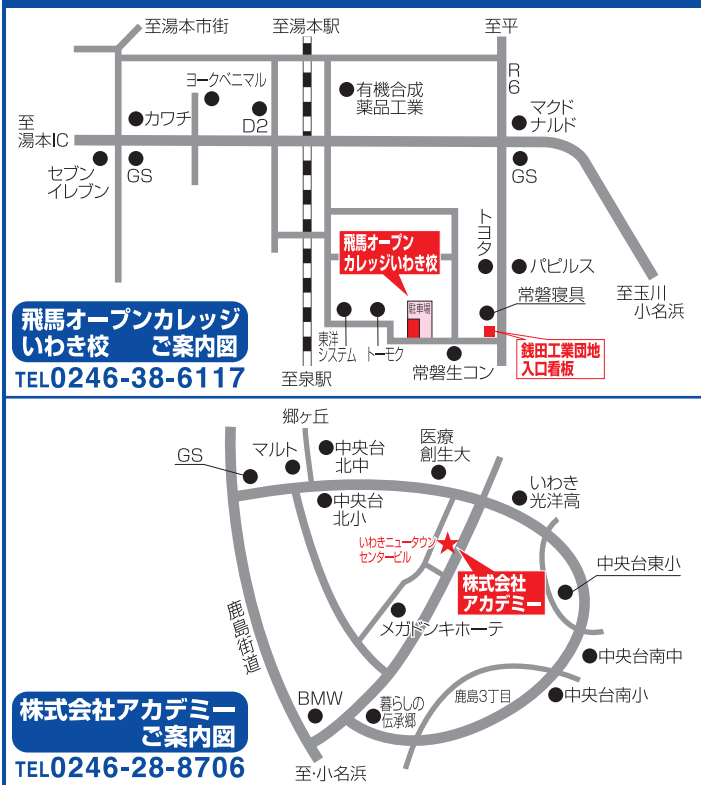 至湯本市街
至湯本駅
至平
R
6
ヨークベニマル
有機合成
薬品工業
マクド
ナルド
カワチ
D2
至
湯本IC
セブン
イレブン
GS
GS
トヨタ
飛馬オープン
カレッジいわき校
パピルス
駐車場
常磐寝具
至玉川
小名浜
飛馬オープンカレッジ
いわき校 ご案内図
TEL0246-38-6117
東洋
システム
トーモク
常磐生コン
銭田工業団地
入口看板
至泉駅
郷ヶ丘
GS
マルト
中央台
北中
医療
創生大
いわき
光洋高
中央台
北小
いわきニュータウン
センタービル
株式会社
アカデミー
中央台東小
メガドンキホーテ
鹿島街道
中央台南中
中央台南小
鹿島3丁目
BMW
暮らしの
伝承郷
株式会社アカデミー
ご案内図
TEL0246-28-8706
至·小名浜